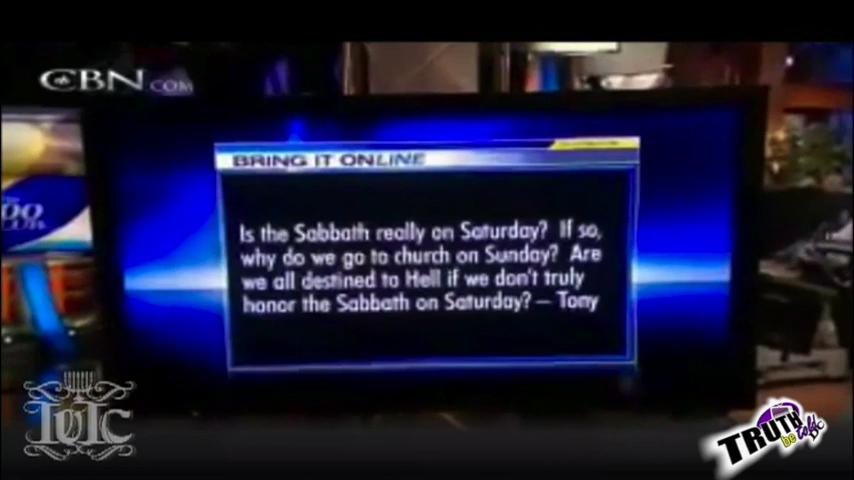 CBN.COM
BRING IT ONLINE
Is the Sabbath really on Saturday? If so,
why do we go to church on Sunday? Are
we all destined to Hell if we don't truly
honor the Sabbath on Saturday? – Tony
700
CLUB
IUIC
TRUTH
be told